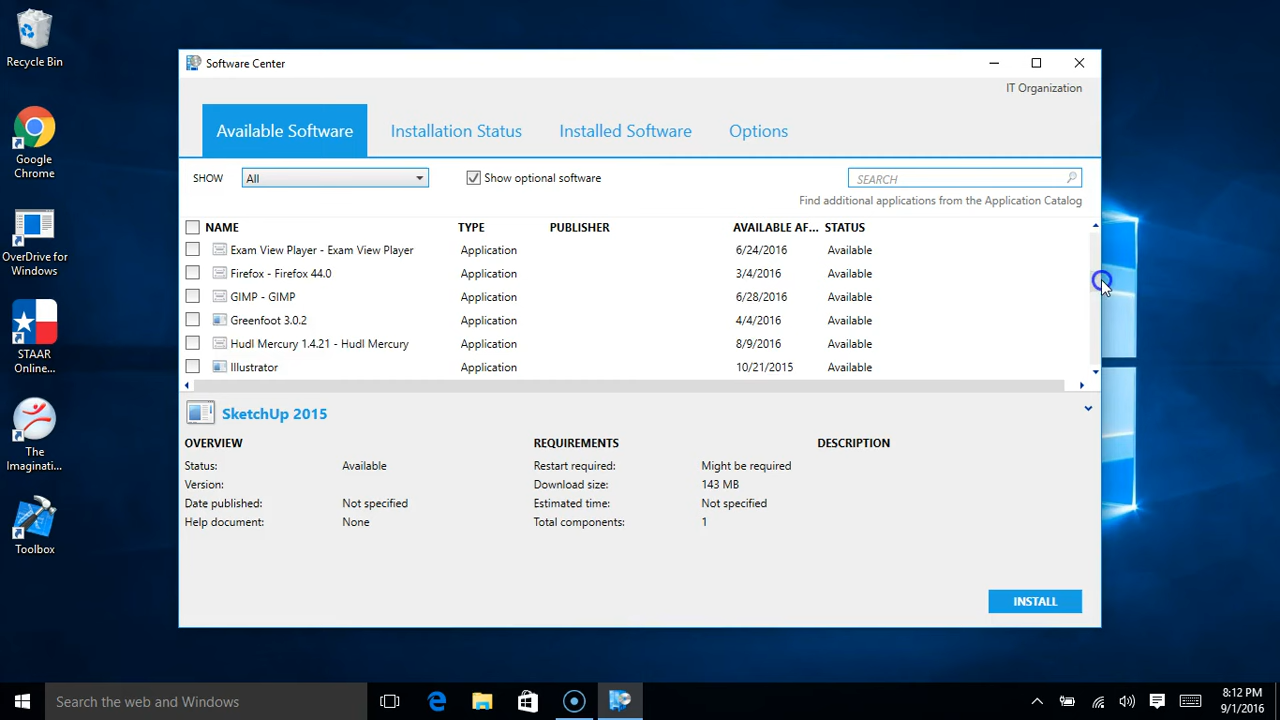 Recycle Bin
Google
Chrome
OverDrive for
Windows
STAAR
Online...
The
Imaginati...
Toolbox
Software Center
IT Organization
Available Software Installation Status Installed Software Options
SHOW All Show optional software SEARCH
Find additional applications from the Application Catalog
NAME TYPE PUBLISHER AVAILABLE AF... STATUS
Exam View Player - Exam View Player Application 6/24/2016 Available
Firefox - Firefox 44.0 Application 3/4/2016 Available
GIMP - GIMP Application 6/28/2016 Available
Greenfoot 3.0.2 Application 4/4/2016 Available
Hudl Mercury 1.4.21 - Hudl Mercury Application 8/9/2016 Available
Illustrator Application 10/21/2015 Available
SketchUp 2015
OVERVIEW REQUIREMENTS DESCRIPTION
Status: Available Restart required: Might be required
Version: Download size: 143 MB
Date published: Not specified Estimated time: Not specified
Help document: None Total components: 1
INSTALL
Search the web and Windows
8:12 PM
9/1/2016